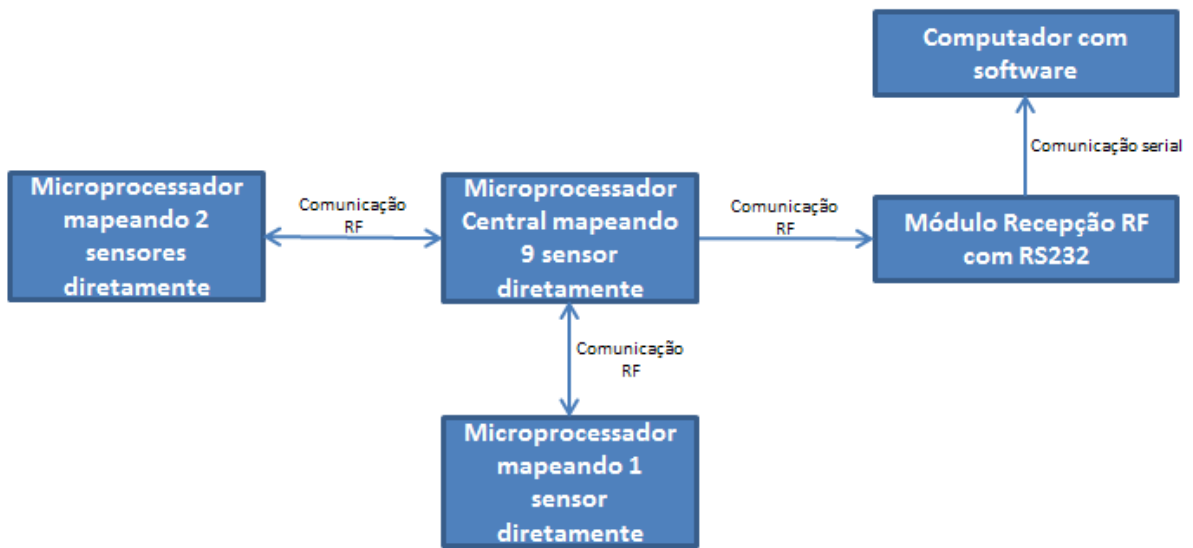 Computador com
software
Comunicação serial
Microprocessador
mapeando 2
sensores
diretamente
Comunicação
RF
Microprocessador
Central mapeando
9 sensor
diretamente
Comunicação
RF
Módulo Recepção RF
com RS232
Comunicação
RF
Microprocessador
mapeando 1
sensor
diretamente